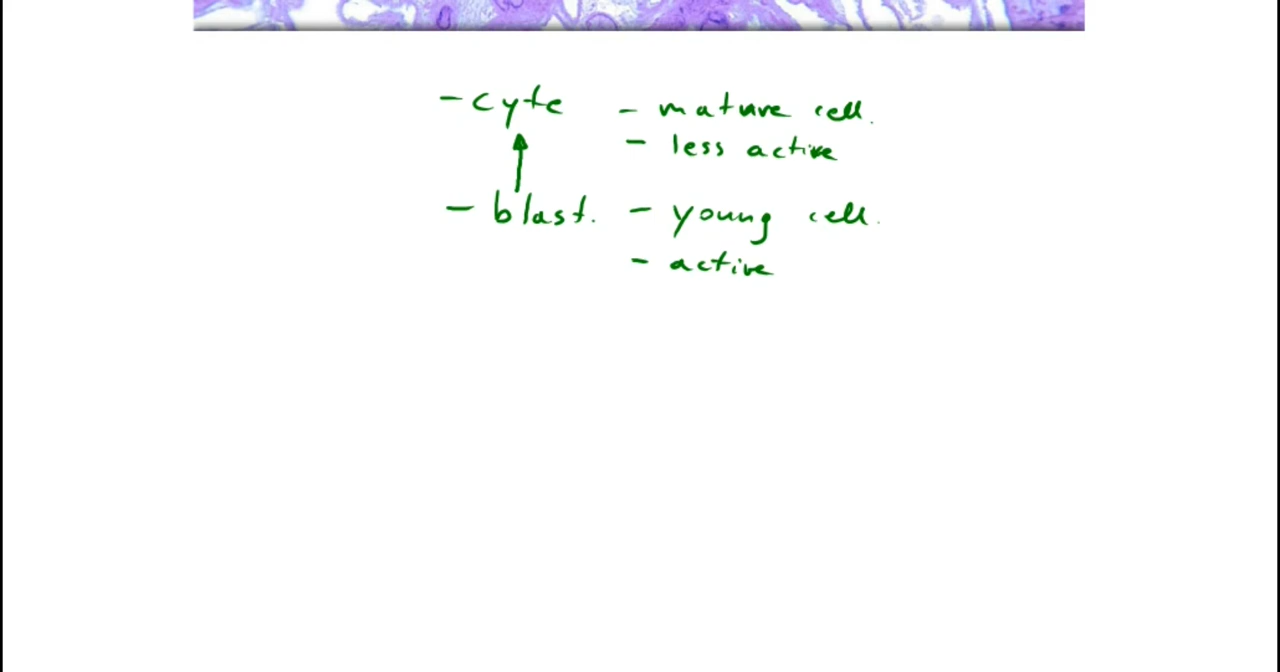 - cyte - mature cell.
- less active
- blast. - young cell.
- active